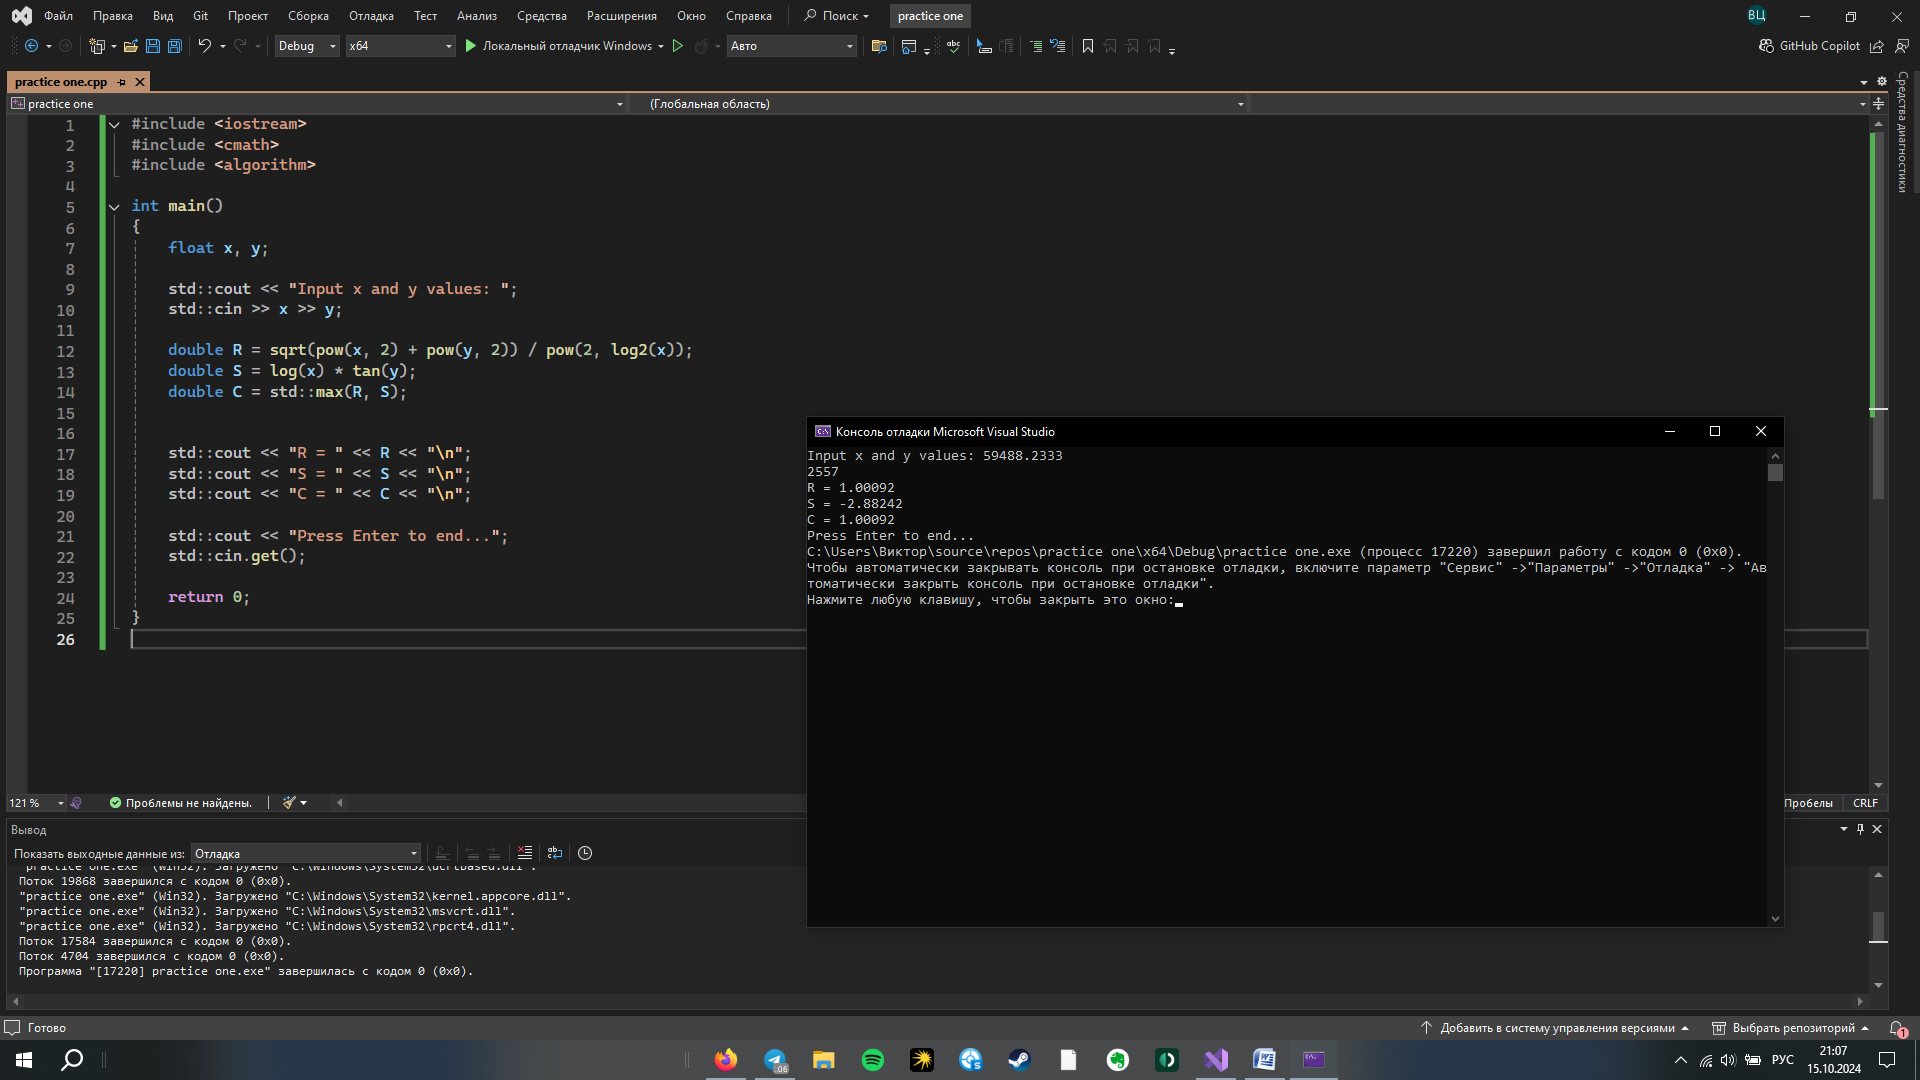 Файл Правка Вид Git Проект Сборка Отладка Тест Анализ Средства Расширения Окно Справка Поиск practice one ВЦ
Debug x64 Локальный отладчик Windows Авто GitHub Copilot
practice one.cpp
practice one (Глобальная область)
Средства диагностики
1 #include <iostream>
2 #include <cmath>
3 #include <algorithm>
4
5 int main()
6 {
7 float x, y;
8
9 std::cout << "Input x and y values: ";
10 std::cin >> x >> y;
11
12 double R = sqrt(pow(x, 2) + pow(y, 2)) / pow(2, log2(x));
13 double S = log(x) * tan(y);
14 double C = std::max(R, S);
15
16
17 std::cout << "R = " << R << "\n";
18 std::cout << "S = " << S << "\n";
19 std::cout << "C = " << C << "\n";
20
21 std::cout << "Press Enter to end...";
22 std::cin.get();
23
24 return 0;
25 }
26
Консоль отладки Microsoft Visual Studio
Input x and y values: 59488.2333
2557
R = 1.00092
S = -2.88242
C = 1.00092
Press Enter to end...
C:\Users\Виктор\source\repos\practice one\x64\Debug\practice one.exe (процесс 17220) завершил работу с кодом 0 (0x0).
Чтобы автоматически закрывать консоль при остановке отладки, включите параметр "Сервис" ->"Параметры" ->"Отладка" -> "Ав
томатически закрыть консоль при остановке отладки".
Нажмите любую клавишу, чтобы закрыть это окно:
121 % Проблемы не найдены. Пробелы CRLF
Вывод
Показать выходные данные из: Отладка
"practice one.exe" (Win32). Загружено "C:\Windows\System32\ucrtbased.dll".
Поток 19868 завершился с кодом 0 (0x0).
"practice one.exe" (Win32). Загружено "C:\Windows\System32\kernel.appcore.dll".
"practice one.exe" (Win32). Загружено "C:\Windows\System32\msvcrt.dll".
"practice one.exe" (Win32). Загружено "C:\Windows\System32\rpcrt4.dll".
Поток 17584 завершился с кодом 0 (0x0).
Поток 4704 завершился с кодом 0 (0x0).
Программа "[17220] practice one.exe" завершилась с кодом 0 (0x0).
Готово Добавить в систему управления версиями Выбрать репозиторий 1
.06 РУС 21:07
15.10.2024